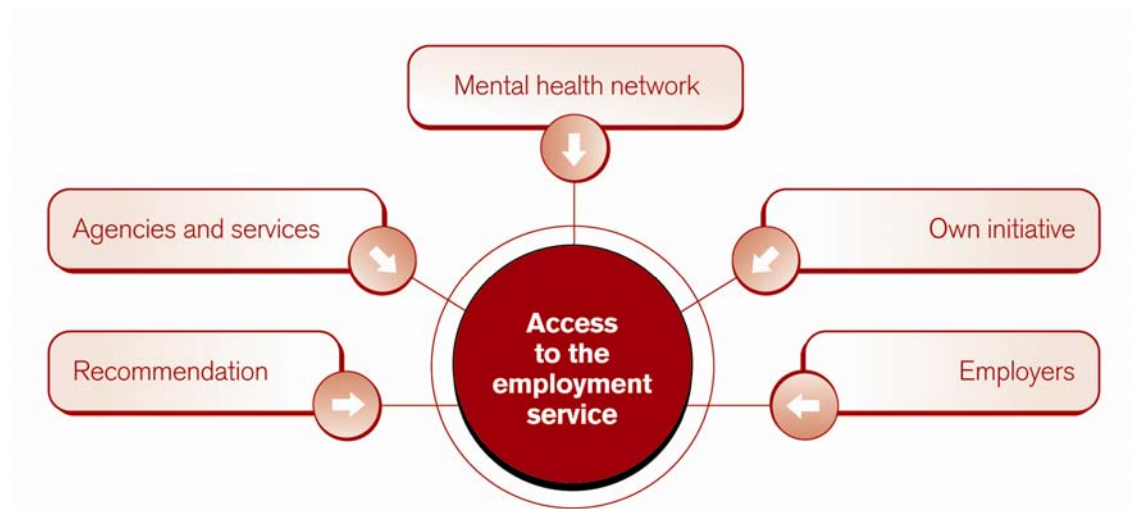 Mental health network
Agencies and services
Own initiative
Access
to the
employment
service
Recommendation
Employers